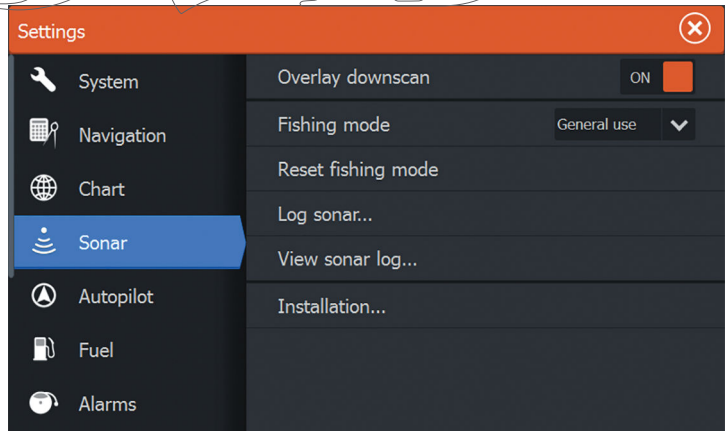 Settings
System
Navigation
Chart
Sonar
Autopilot
Fuel
Alarms
Overlay downscan ON
Fishing mode General use
Reset fishing mode
Log sonar...
View sonar log...
Installation...